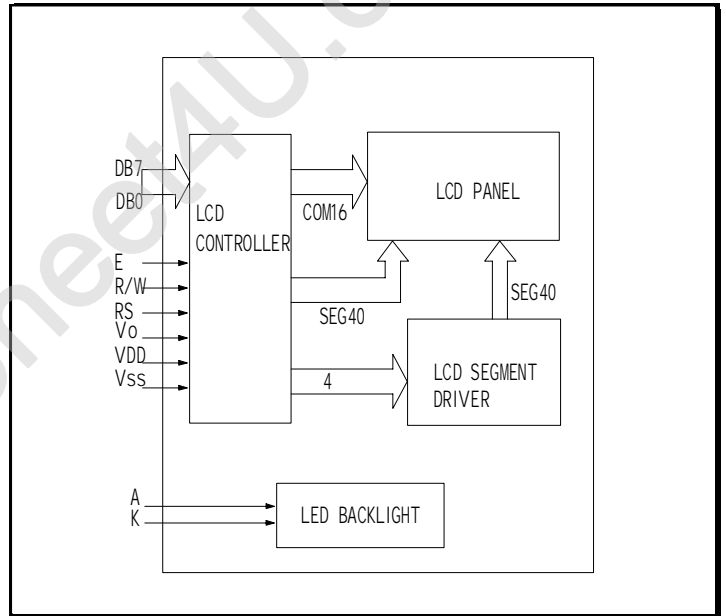 DB7
DB0
E
R/W
RS
Vo
VDD
Vss
A
K
LCD
CONTROLLER
COM16
SEG40
4
LCD PANEL
SEG40
LCD SEGMENT
DRIVER
LED BACKLIGHT